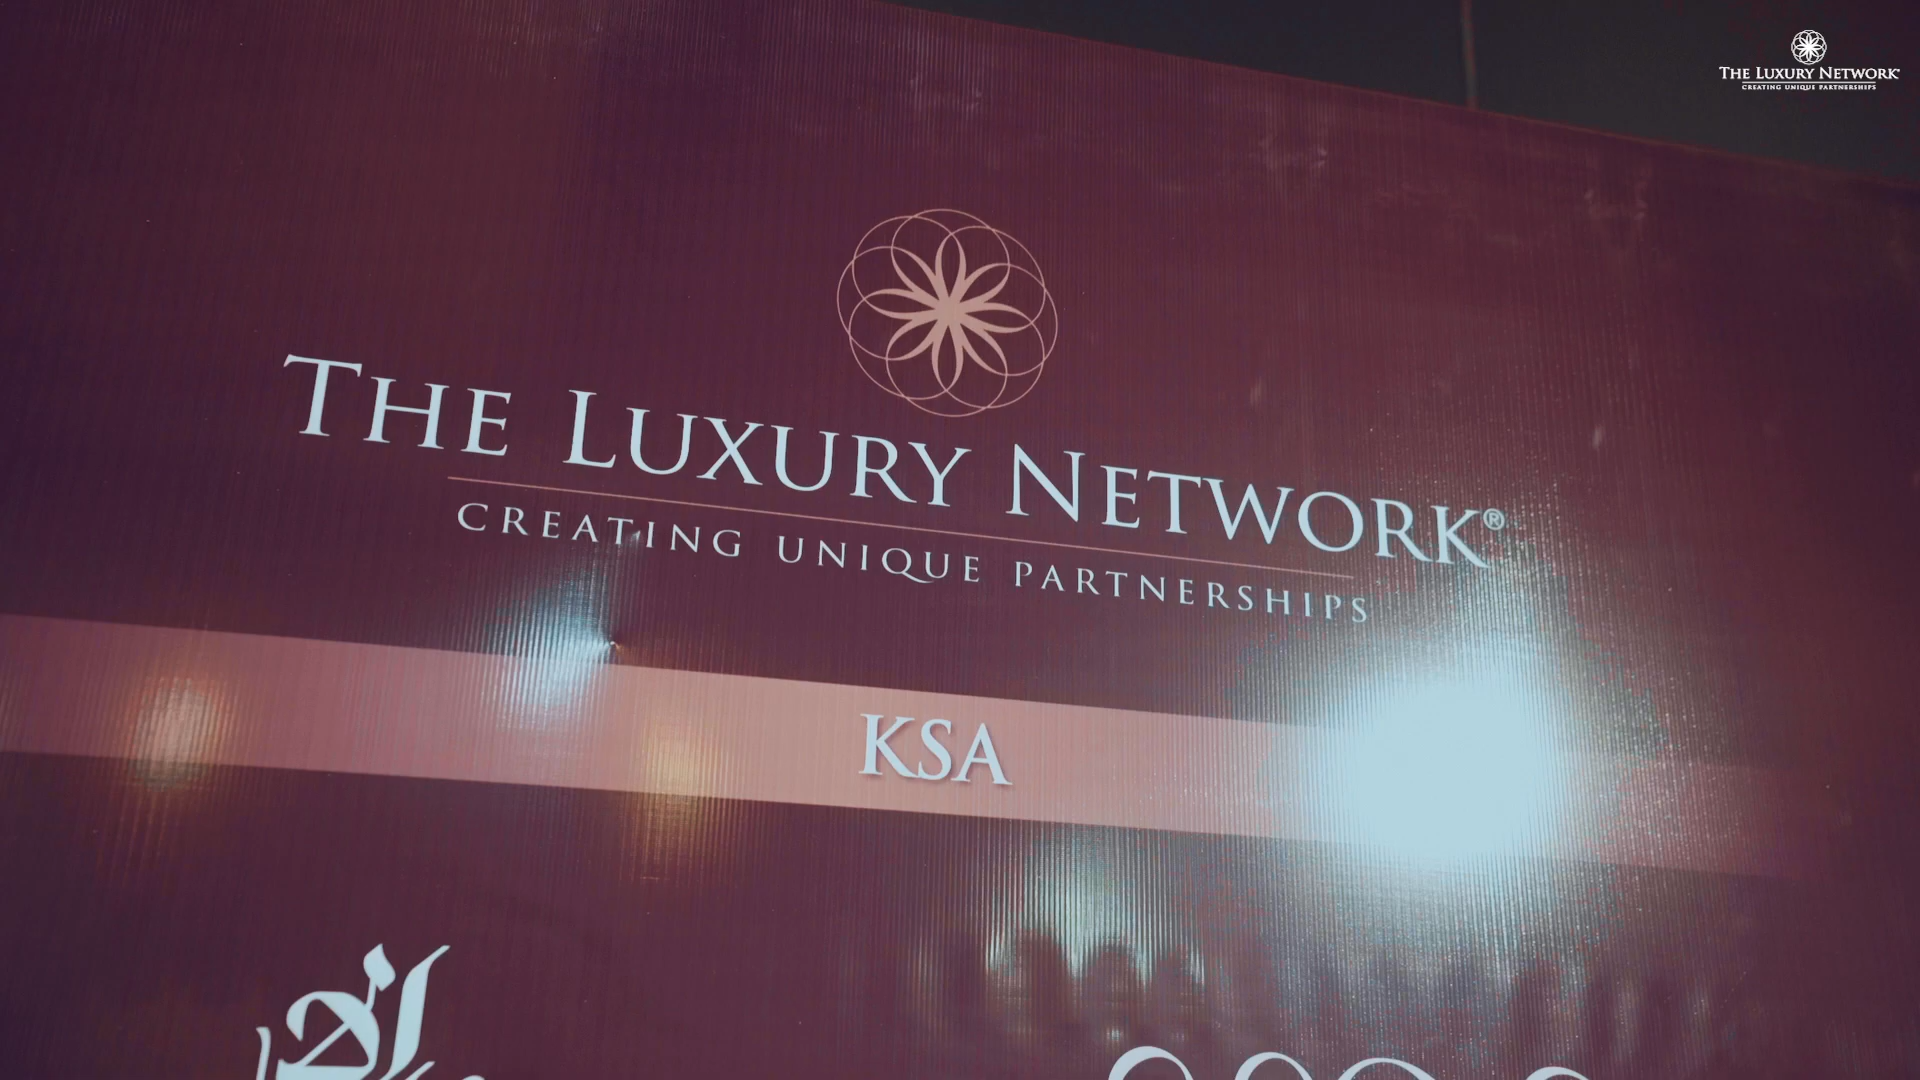 THE LUXURY NETWORK
CREATING UNIQUE PARTNERSHIPS
THE LUXURY NETWORK®
CREATING UNIQUE PARTNERSHIPS
KSA